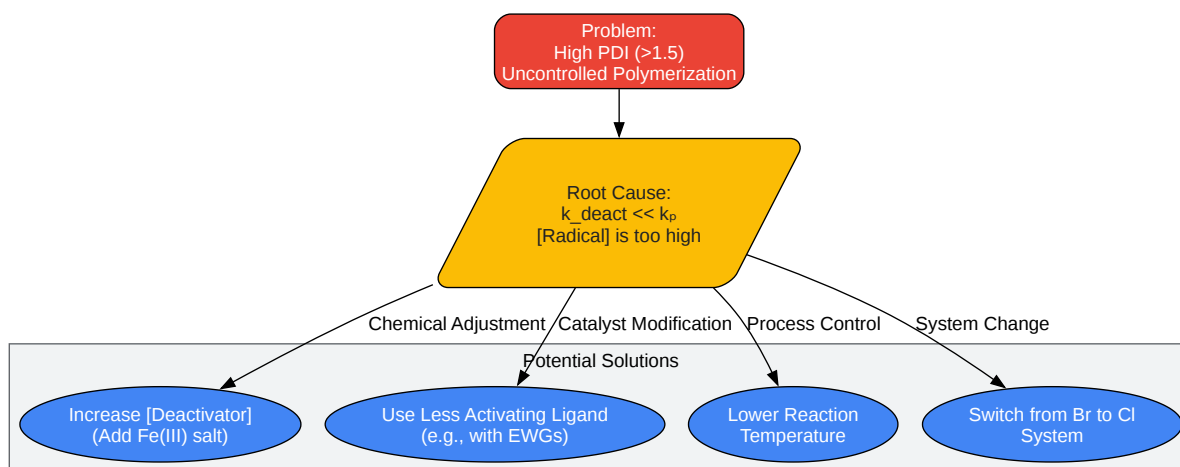 Problem:
High PDI (>1.5)
Uncontrolled Polymerization
Root Cause:
k_deact << kₚ
[Radical] is too high
Chemical Adjustment
Catalyst Modification
Process Control
System Change
Potential Solutions
Increase [Deactivator]
(Add Fe(III) salt)
Use Less Activating Ligand
(e.g., with EWGs)
Lower Reaction
Temperature
Switch from Br to Cl
System